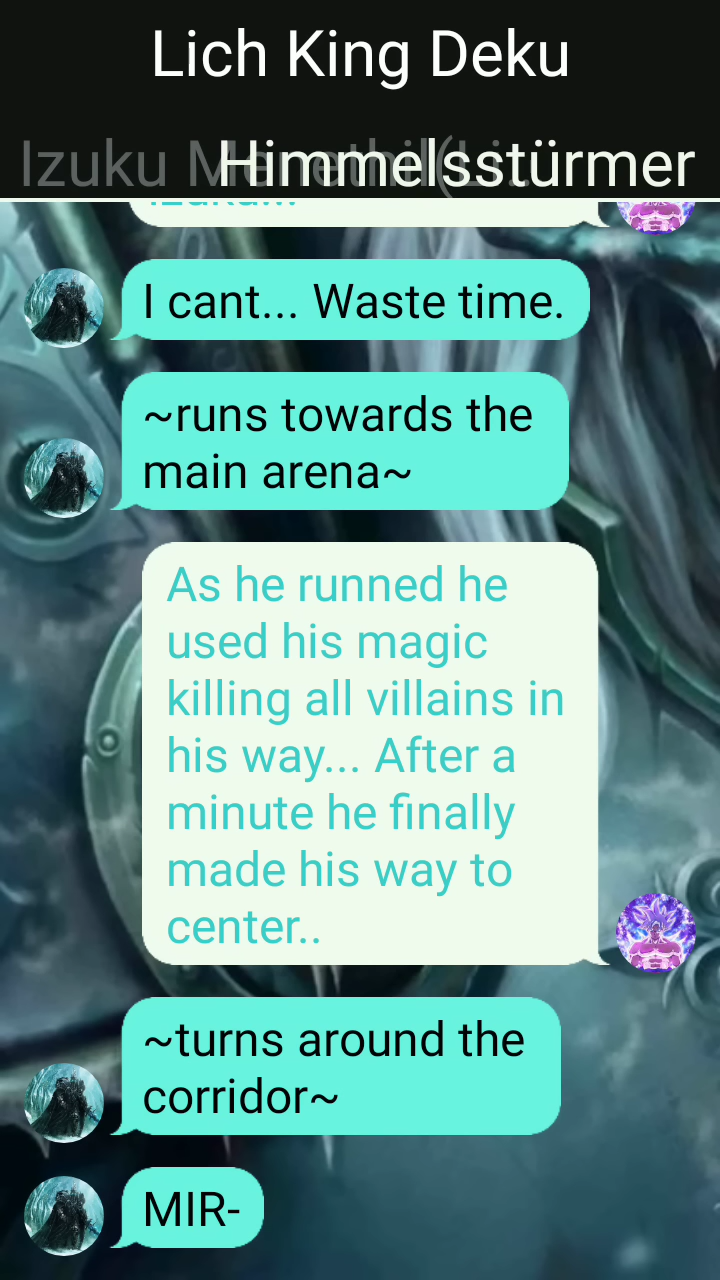 Lich King Deku
Izuku
Himmelsstürmer
I cant... Waste time.
~runs towards the
main arena~
As he runned he
used his magic
killing all villains in
his way... After a
minute he finally
made his way to
center..
~turns around the
corridor~
MIR-